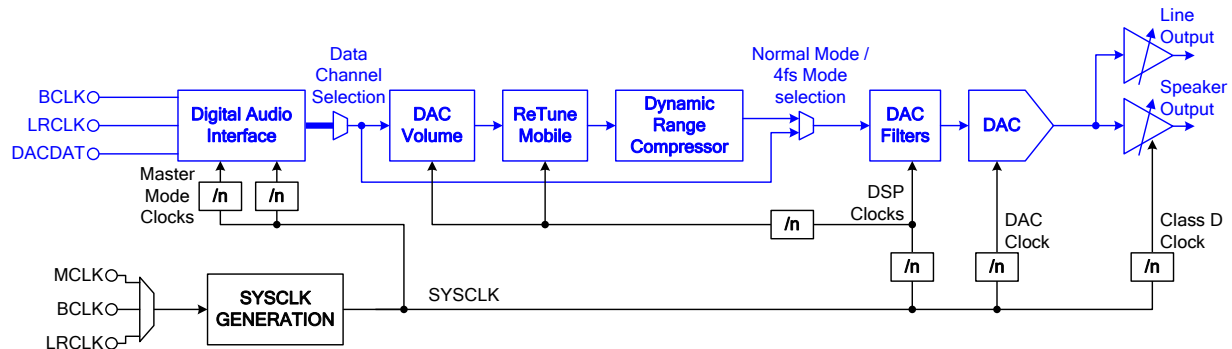 Line
Output
Normal Mode /
4fs Mode
selection
Data
Channel
Selection
BCLK
LRCLK
DACDAT
Digital Audio
Interface
DAC
Volume
ReTune
Mobile
Dynamic
Range
Compressor
DAC
Filters
DAC
Speaker
Output
Master
Mode
Clocks
/n
/n
/n
DSP
Clocks
DAC
Clock
Class D
Clock
/n
/n
/n
MCLK
BCLK
LRCLK
SYSCLK
GENERATION
SYSCLK